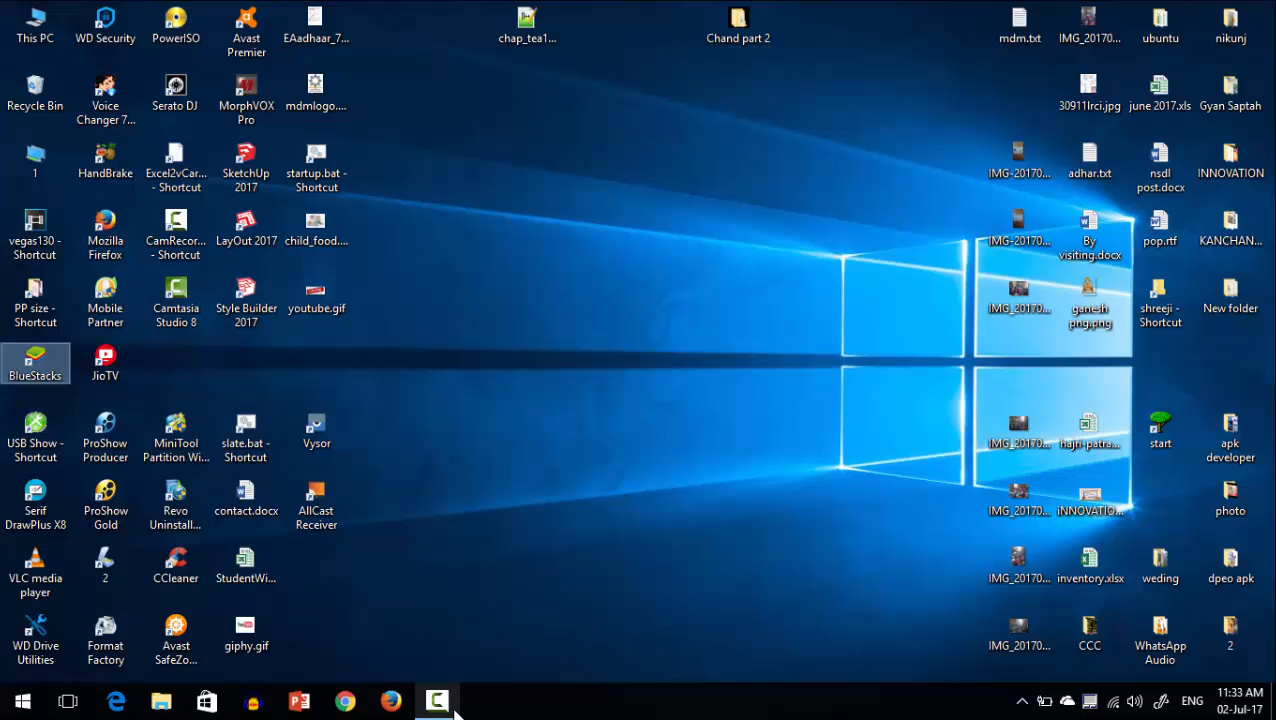 This PC
WD Security
PowerISO
Avast
Premier
EAadhaar_7...
chap_tea1...
Chand part 2
mdm.txt
IMG_20170...
ubuntu
nikunj
Recycle Bin
Voice
Changer 7...
Serato DJ
MorphVOX
Pro
mdmlogo....
30911lrci.jpg
june 2017.xls
Gyan Saptah
1
HandBrake
Excel2vCar...
- Shortcut
SketchUp
2017
startup.bat -
Shortcut
IMG-20170...
adhar.txt
nsdl
post.docx
INNOVATION
vegas130 -
Shortcut
Mozilla
Firefox
CamRecor...
- Shortcut
LayOut 2017
child_food....
IMG-20170...
By
visiting.docx
pop.rtf
KANCHAN...
PP size -
Shortcut
Mobile
Partner
Camtasia
Studio 8
Style Builder
2017
youtube.gif
IMG_20170...
ganesh
png.png
shreeji -
Shortcut
New folder
BlueStacks
JioTV
USB Show -
Shortcut
ProShow
Producer
MiniTool
Partition Wi...
slate.bat -
Shortcut
Vysor
IMG_20170...
hajri-patra...
start
apk
developer
Serif
DrawPlus X8
ProShow
Gold
Revo
Uninstall...
contact.docx
AllCast
Receiver
IMG_20170...
iNNOVATIO...
photo
VLC media
player
2
CCleaner
StudentWi...
IMG_20170...
inventory.xlsx
weding
dpeo apk
WD Drive
Utilities
Format
Factory
Avast
SafeZo...
giphy.gif
IMG_20170...
CCC
WhatsApp
Audio
2
ENG
11:33 AM
02-Jul-17